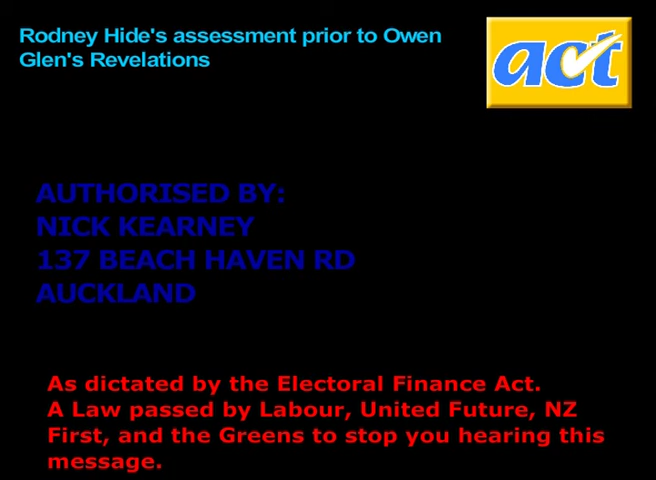 Rodney Hide's assessment prior to Owen
Glen's Revelations
act
AUTHORISED BY:
NICK KEARNEY
137 BEACH HAVEN RD
AUCKLAND
As dictated by the Electoral Finance Act.
A Law passed by Labour, United Future, NZ
First, and the Greens to stop you hearing this
message.